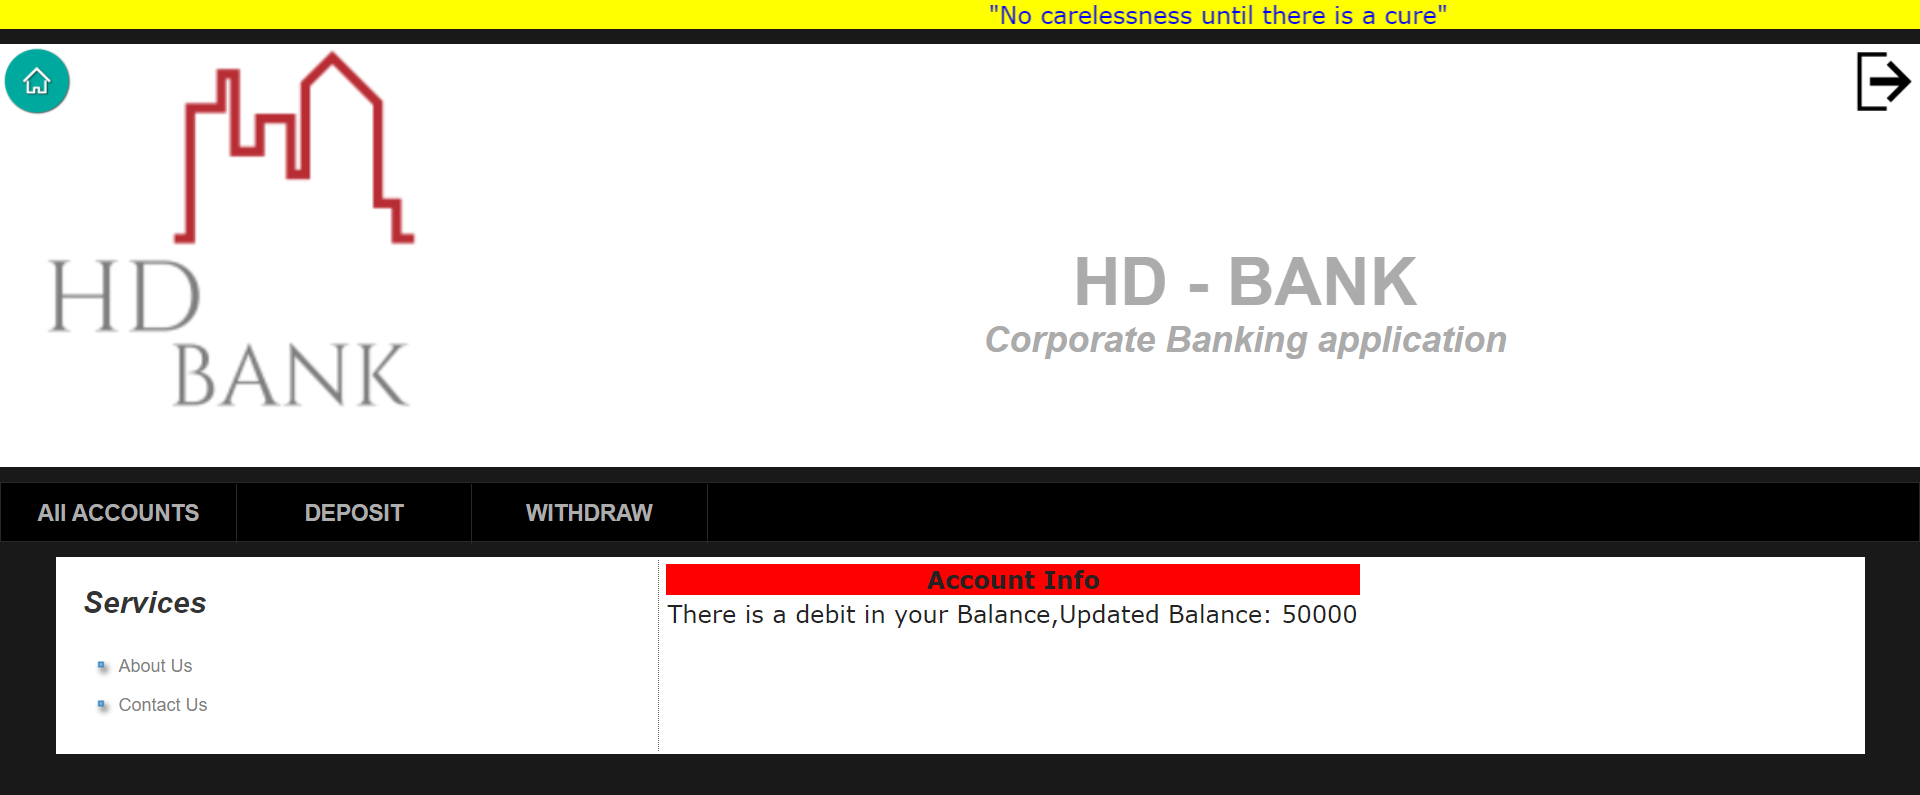 "No carelessness until there is a cure"
HD
BANK
HD - BANK
Corporate Banking application
All ACCOUNTS
DEPOSIT
WITHDRAW
Services
About Us
Contact Us
Account Info
There is a debit in your Balance,Updated Balance: 50000